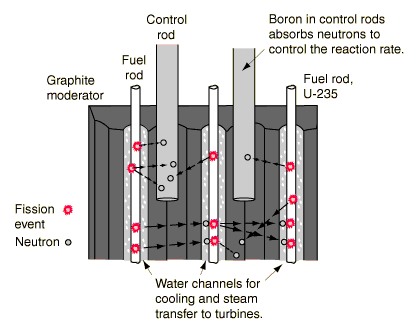 Control
rod
Boron in control rods
absorbs neutrons to
control the reaction rate.
Fuel
rod
Graphite
moderator
Fuel rod,
U-235
Fission
event
Neutron
Water channels for
cooling and steam
transfer to turbines.